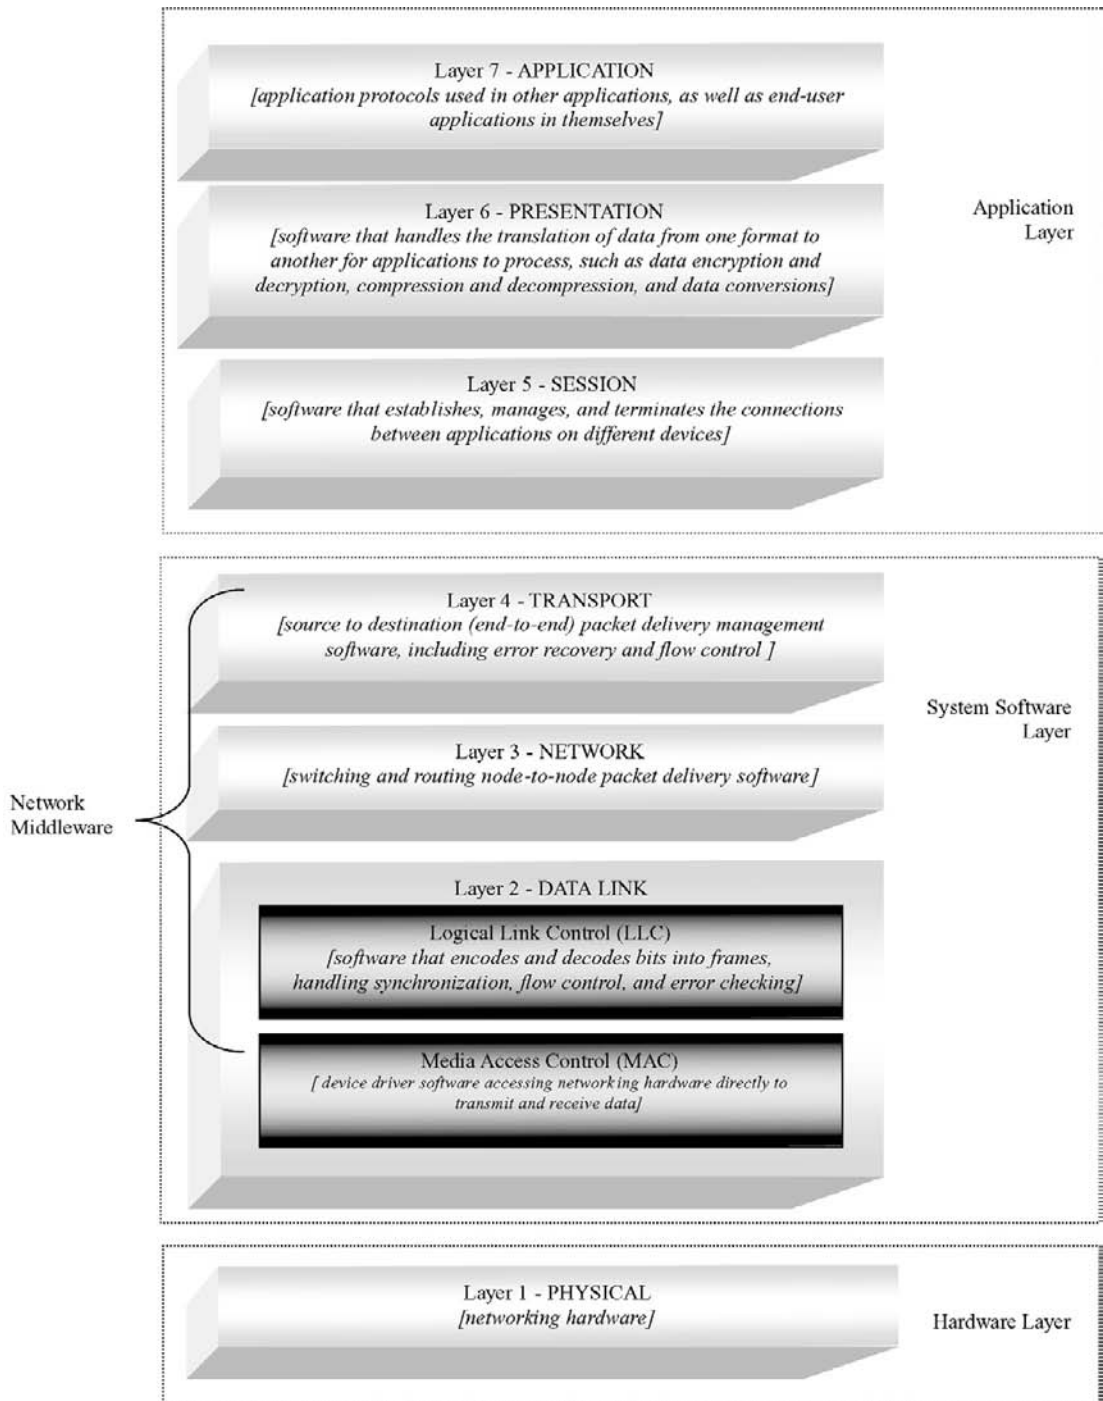 Layer 7 - APPLICATION
[application protocols used in other applications, as well as end-user
applications in themselves]
Layer 6 - PRESENTATION
[software that handles the translation of data from one format to
another for applications to process, such as data encryption and
decryption, compression and decompression, and data conversions]
Application
Layer
Layer 5 - SESSION
[software that establishes, manages, and terminates the connections
between applications on different devices]
Layer 4 - TRANSPORT
[source to destination (end-to-end) packet delivery management
software, including error recovery and flow control ]
System Software
Layer
Layer 3 - NETWORK
[switching and routing node-to-node packet delivery software]
Network
Middleware
Layer 2 - DATA LINK
Logical Link Control (LLC)
[software that encodes and decodes bits into frames,
handling synchronization, flow control, and error checking]
Media Access Control (MAC)
[ device driver software accessing networking hardware directly to
transmit and receive data]
Layer 1 - PHYSICAL
[networking hardware]
Hardware Layer